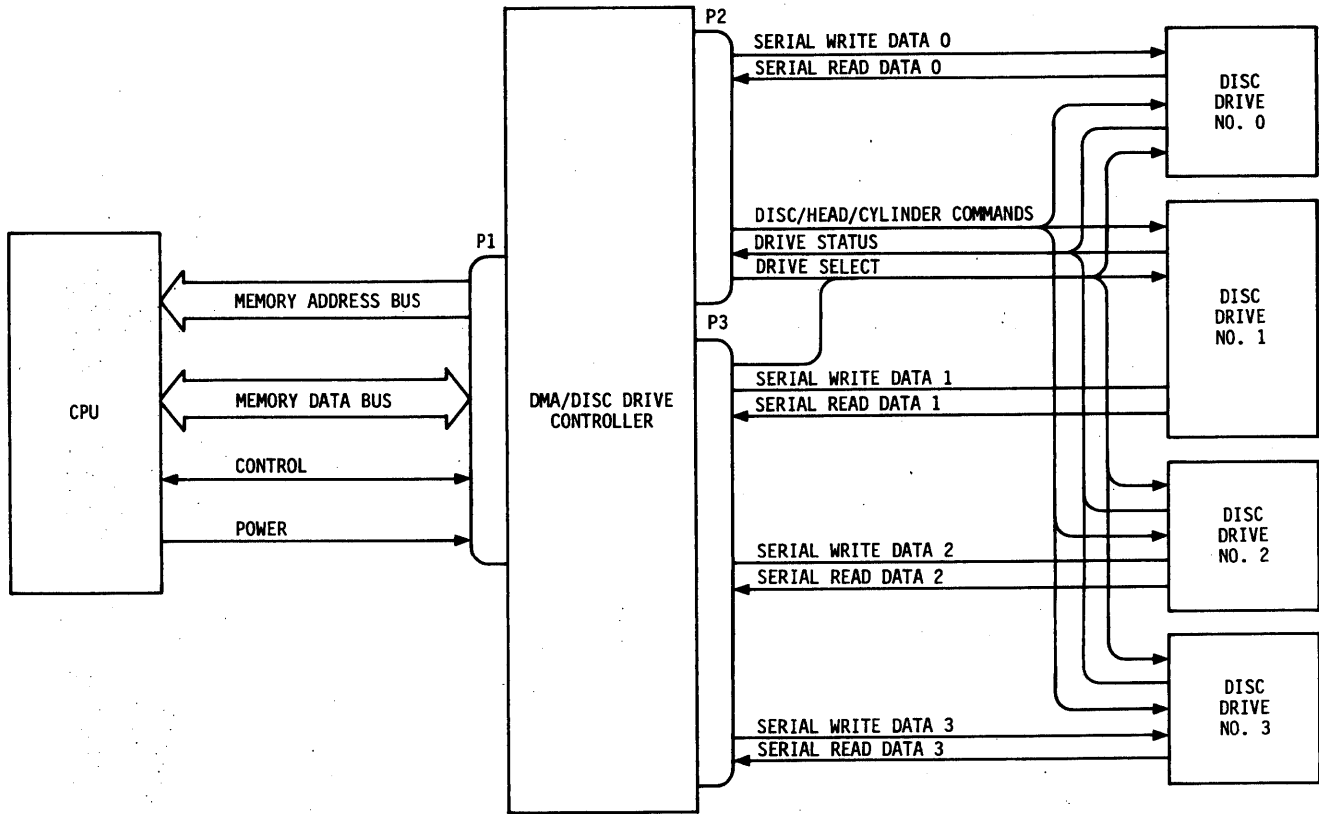 P2
SERIAL WRITE DATA 0
SERIAL READ DATA 0
DISC
DRIVE
NO. 0
DISC/HEAD/CYLINDER COMMANDS
DRIVE STATUS
DRIVE SELECT
P1
MEMORY ADDRESS BUS
MEMORY DATA BUS
CONTROL
POWER
CPU
DMA/DISC DRIVE
CONTROLLER
P3
SERIAL WRITE DATA 1
SERIAL READ DATA 1
DISC
DRIVE
NO. 1
SERIAL WRITE DATA 2
SERIAL READ DATA 2
DISC
DRIVE
NO. 2
SERIAL WRITE DATA 3
SERIAL READ DATA 3
DISC
DRIVE
NO. 3